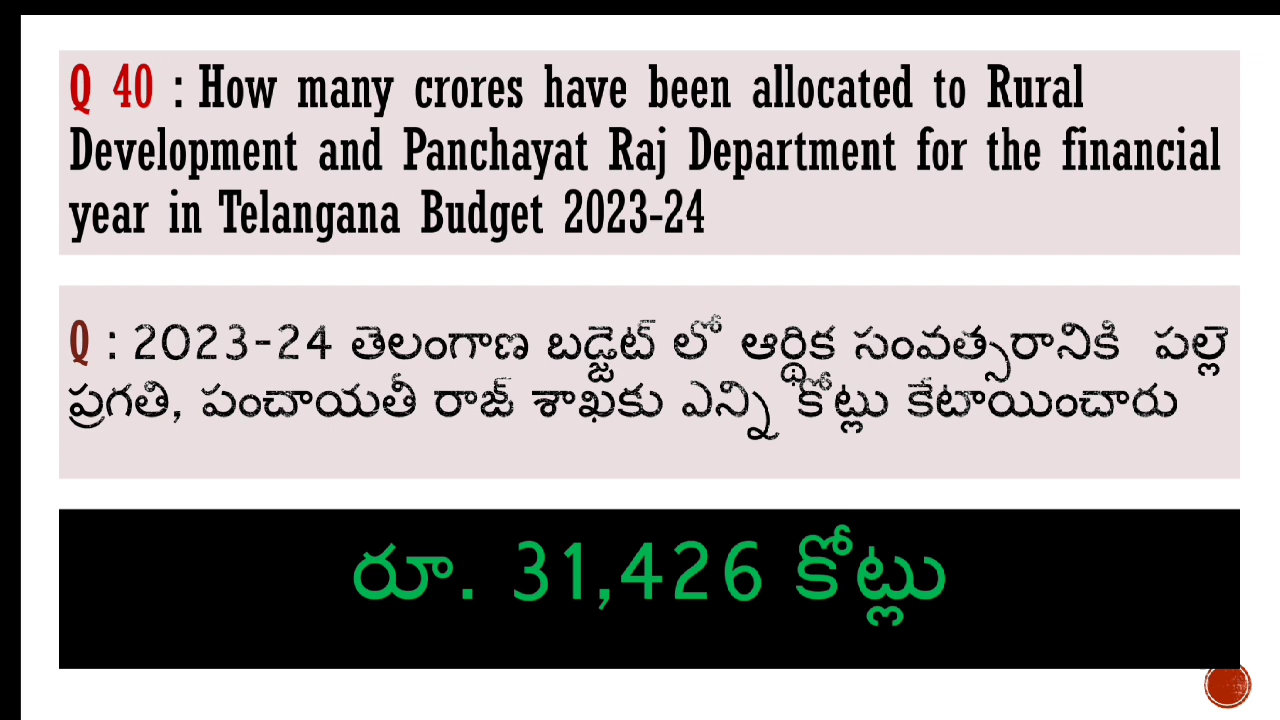 Q 40 : How many crores have been allocated to Rural
Development and Panchayat Raj Department for the financial
year in Telangana Budget 2023-24
Q : 2023-24 తెలంగాణ బడ్జెట్ లో ఆర్థిక సంవత్సరానికి పల్లె
ప్రగతి, పంచాయతీ రాజ్ శాఖకు ఎన్ని కోట్లు కేటాయించారు
రూ. 31,426 కోట్లు